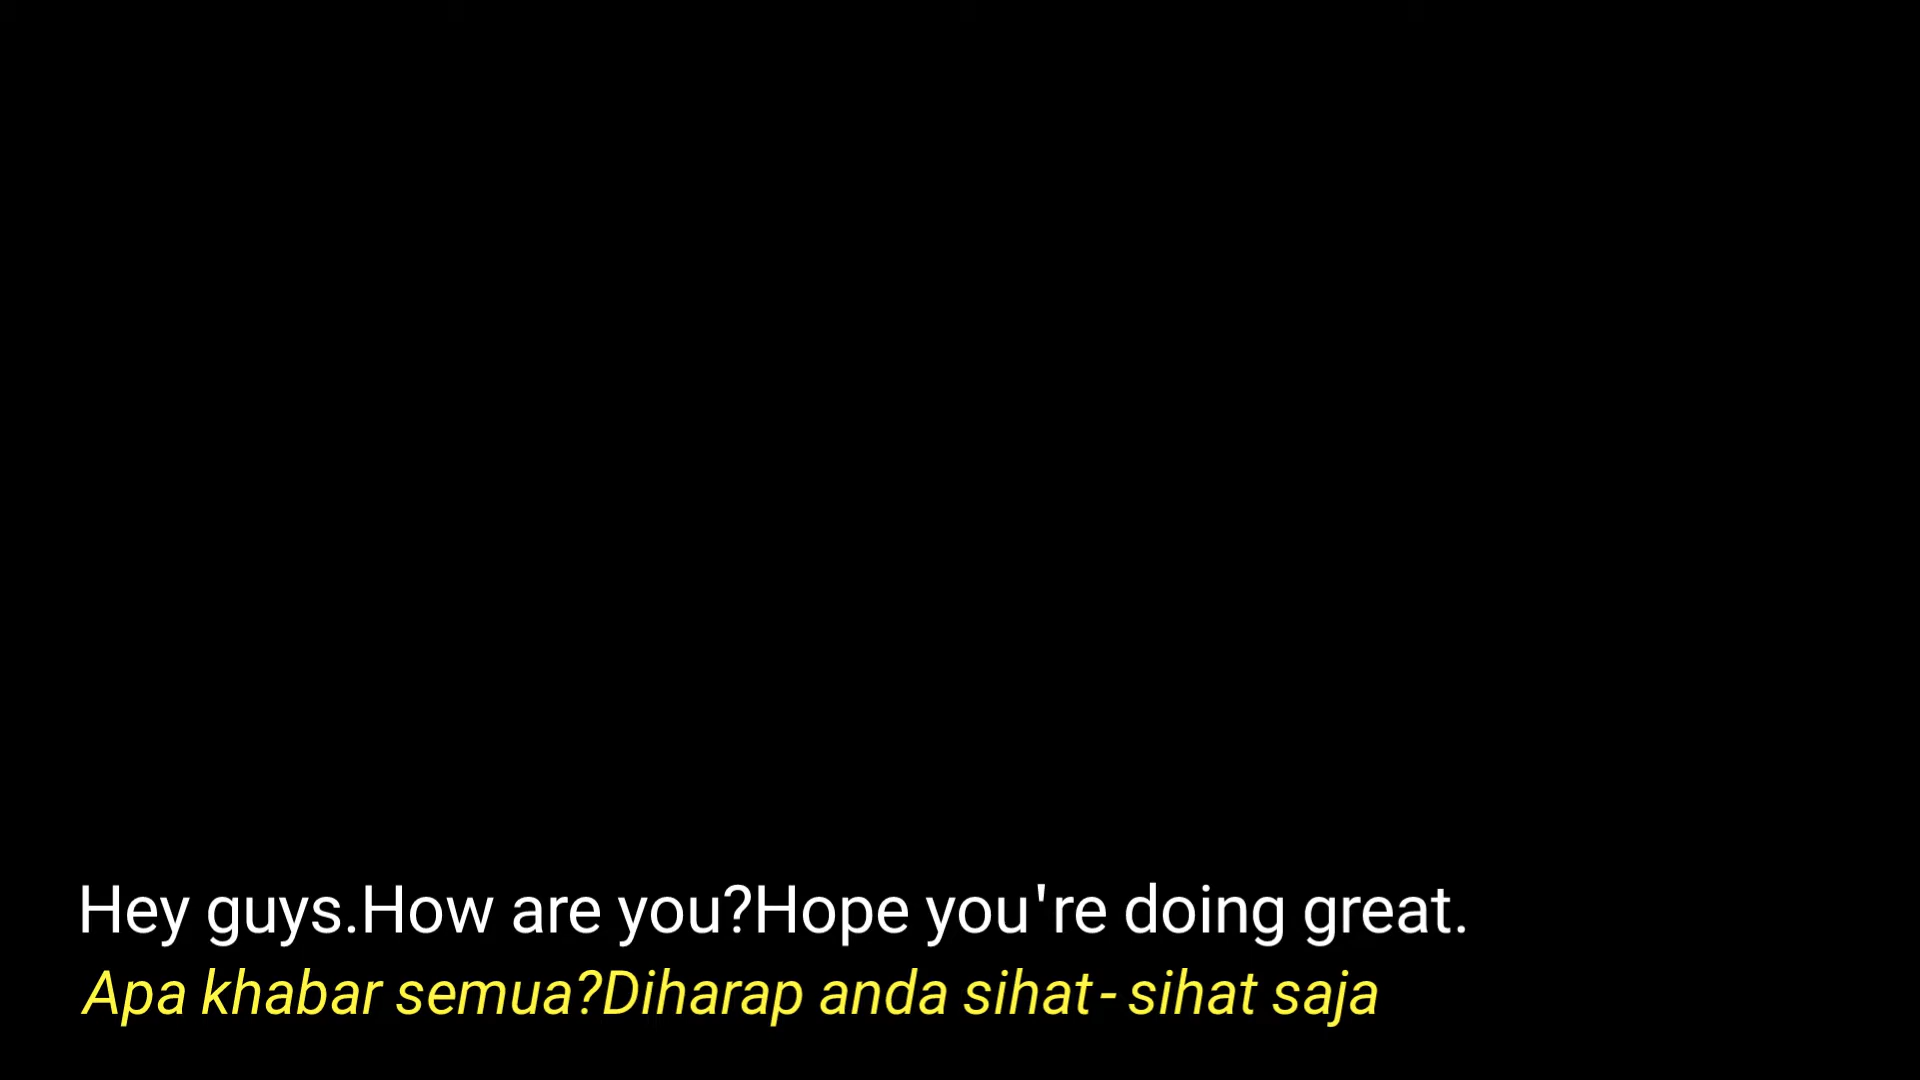 Hey guys.How are you?Hope you're doing great.
Apa khabar semua?Diharap anda sihat-sihat saja